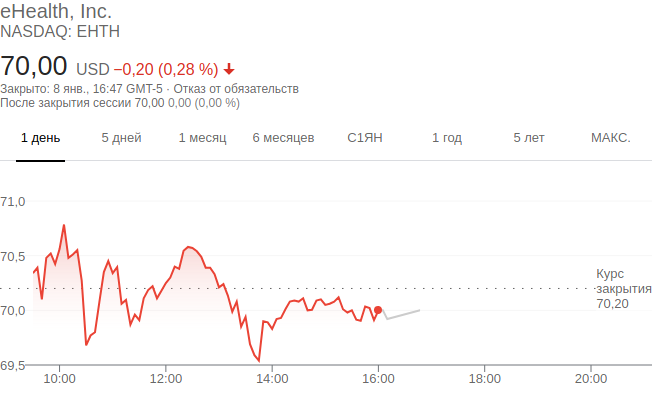 eHealth, Inc.
NASDAQ: EHTH
70,00 USD −0,20 (0,28 %)
Закрыто: 8 янв., 16:47 GMT-5 · Отказ от обязательств
После закрытия сессии 70,00 0,00 (0,00 %)
1 день 5 дней 1 месяц 6 месяцев С1ЯН 1 год 5 лет МАКС.
71,0
70,5
Курс
закрытия
70,20
70,0
69,5
10:00 12:00 14:00 16:00 18:00 20:00